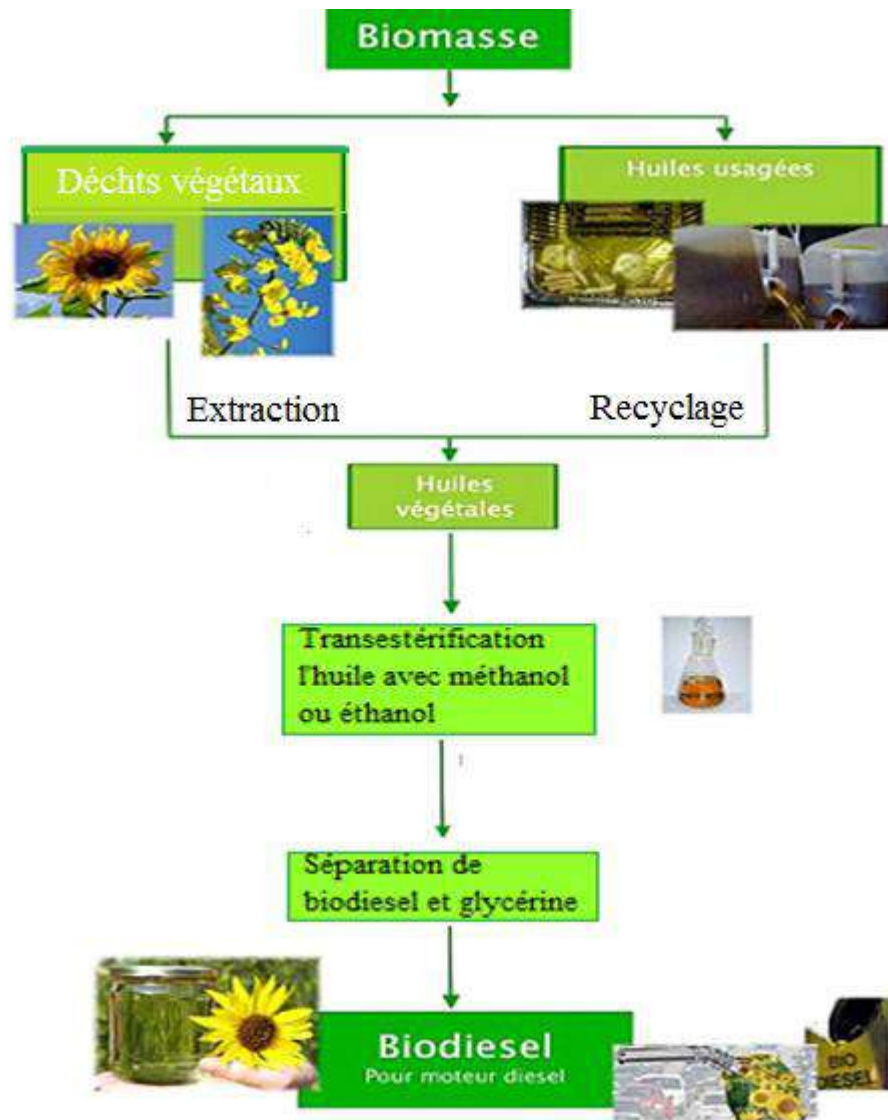 Biomasse
Déchts végétaux
Huiles usagées
Extraction
Recyclage
Huiles
végétales
Transestérification
l'huile avec méthanol
ou éthanol
Séparation de
biodiesel et glycérine
Biodiesel
Pour moteur diesel
BIO
DIESEL